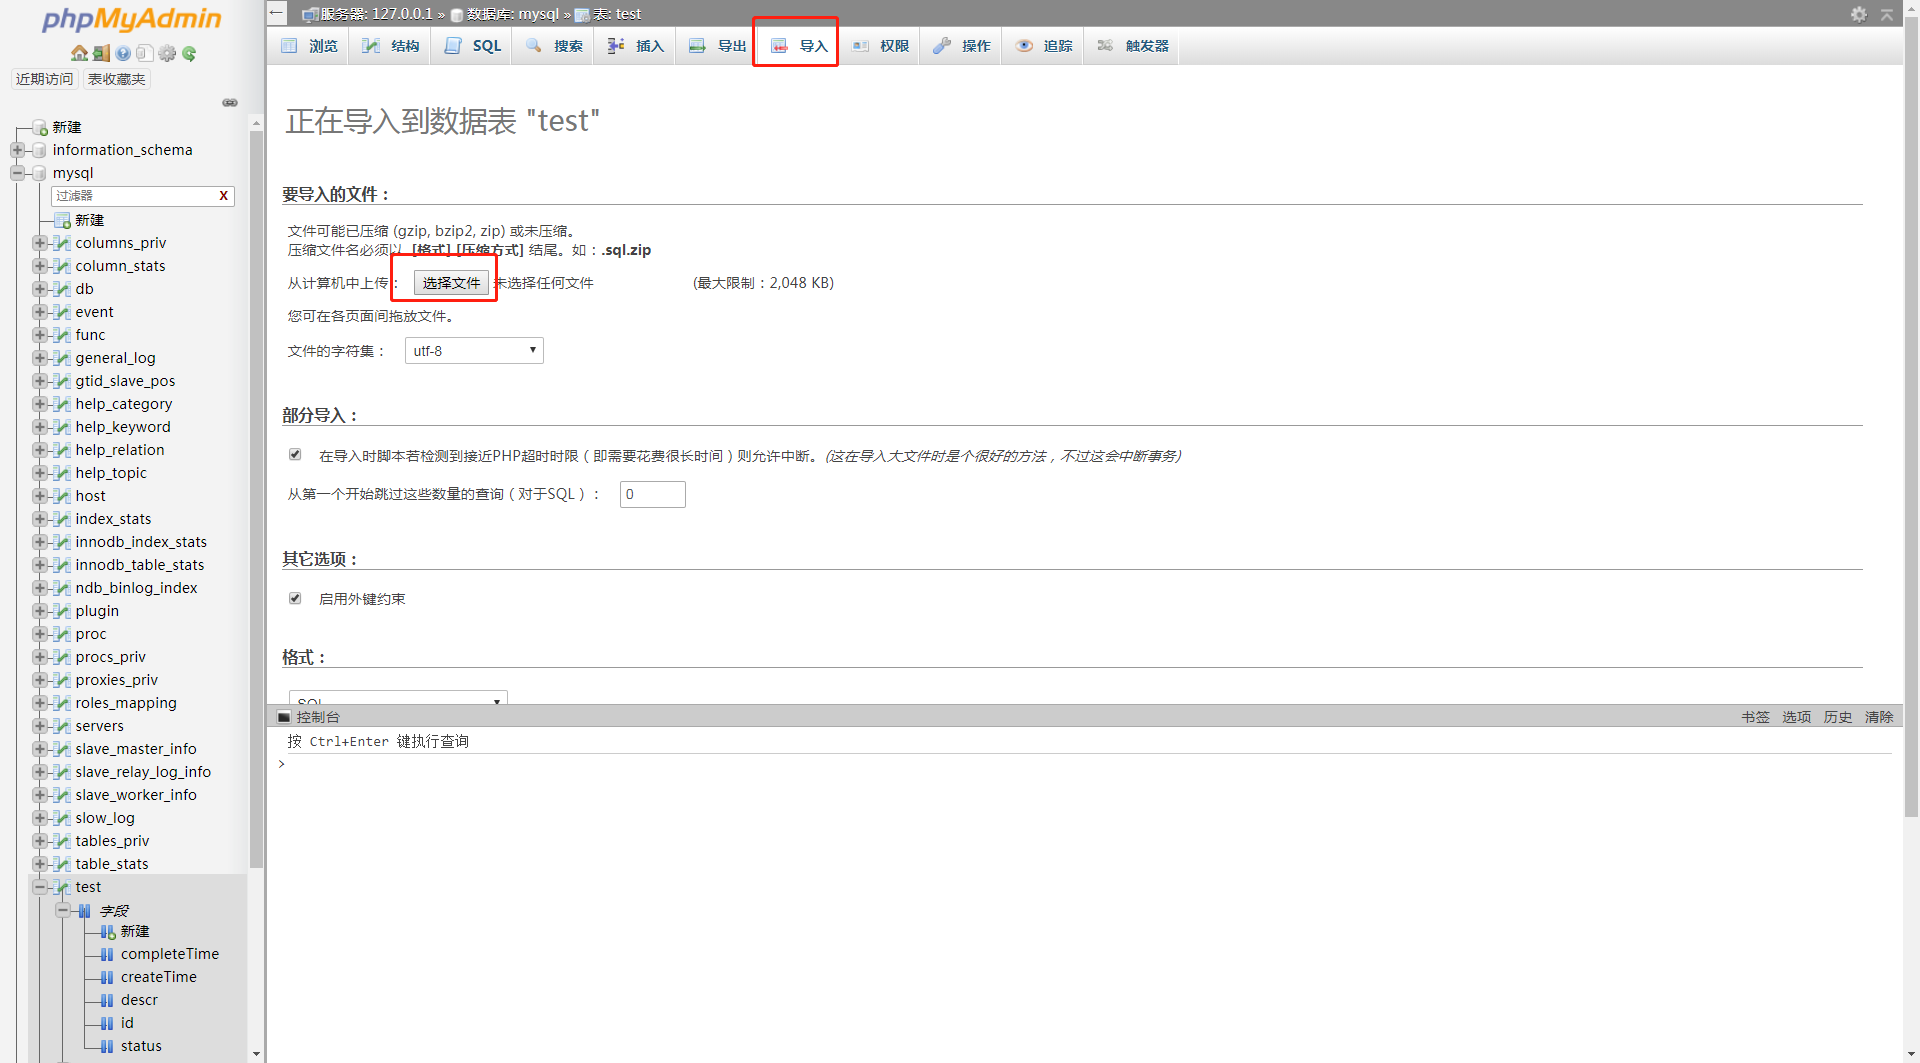 phpMyAdmin
近期访问 表收藏夹
新建
information_schema
mysql
过滤器 X
新建
columns_priv
column_stats
db
event
func
general_log
gtid_slave_pos
help_category
help_keyword
help_relation
help_topic
host
index_stats
innodb_index_stats
innodb_table_stats
ndb_binlog_index
plugin
proc
procs_priv
proxies_priv
roles_mapping
servers
slave_master_info
slave_relay_log_info
slave_worker_info
slow_log
tables_priv
table_stats
test
字段
新建
completeTime
createTime
descr
id
status
服务器: 127.0.0.1 » 数据库: mysql » 表: test
浏览 结构 SQL 搜索 插入 导出 导入 权限 操作 追踪 触发器
正在导入到数据表 "test"
要导入的文件：
文件可能已压缩 (gzip, bzip2, zip) 或未压缩。
压缩文件名必须以 .[格式].[压缩方式] 结尾。如：.sql.zip
从计算机中上传： 选择文件 未选择任何文件 (最大限制：2,048 KB)
您可在各页面间拖放文件。
文件的字符集： utf-8
部分导入：
在导入时脚本若检测到接近PHP超时时限（即需要花费很长时间）则允许中断。(这在导入大文件时是个很好的方法，不过这会中断事务)
从第一个开始跳过这些数量的查询（对于SQL）： 0
其它选项：
启用外键约束
格式：
SQL
控制台 书签 选项 历史 清除
按 Ctrl+Enter 键执行查询
>